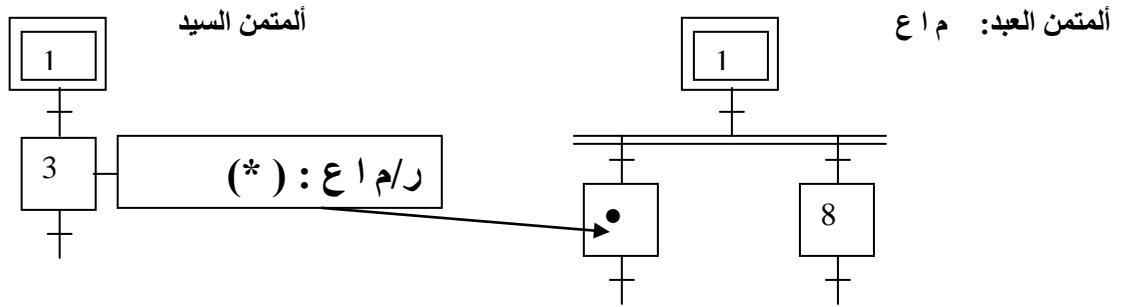 ألمتمن العبد: م ا ع
ألمتمن السيد
1
1
3
ر/م ا ع : ( *)
8